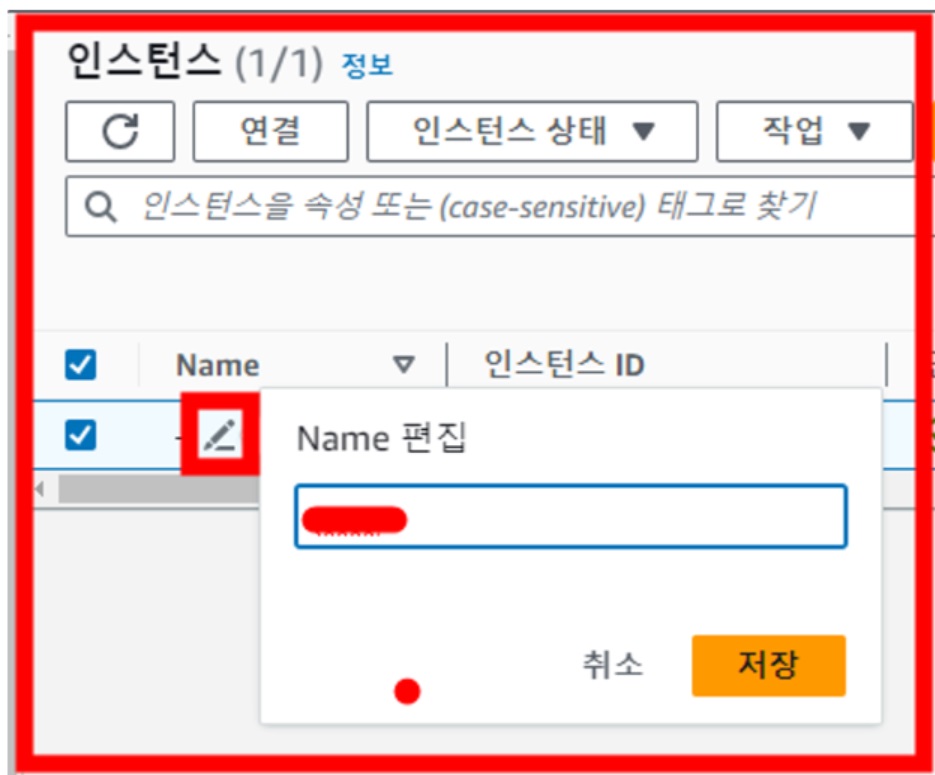 인스턴스 (1/1) 정보
연결 인스턴스 상태 ▼ 작업 ▼
인스턴스을 속성 또는 (case-sensitive) 태그로 찾기
Name ▽ 인스턴스 ID
-
Name 편집
취소 저장